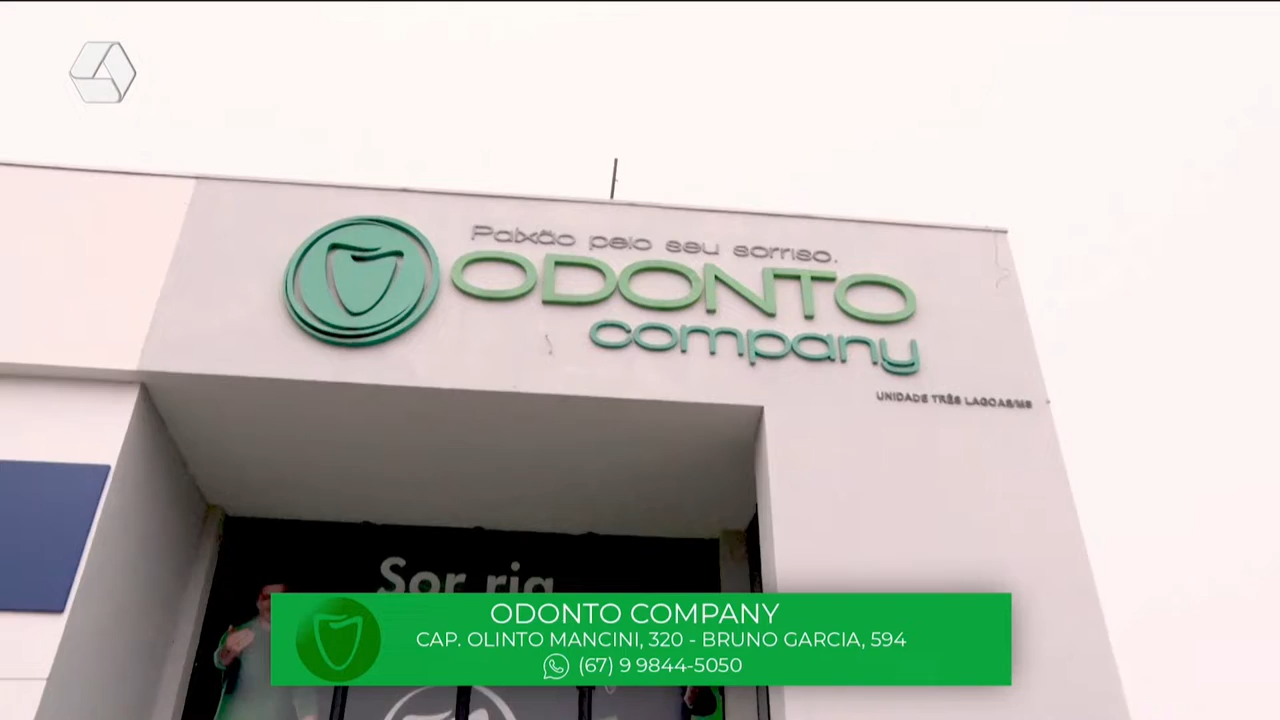 Paixão pelo seu sorriso.
ODONTO
company
UNIDADE TRÊS LAGOAS/MS
Sor ria
ODONTO COMPANY
CAP. OLINTO MANCINI, 320 - BRUNO GARCIA, 594
(67) 9 9844-5050